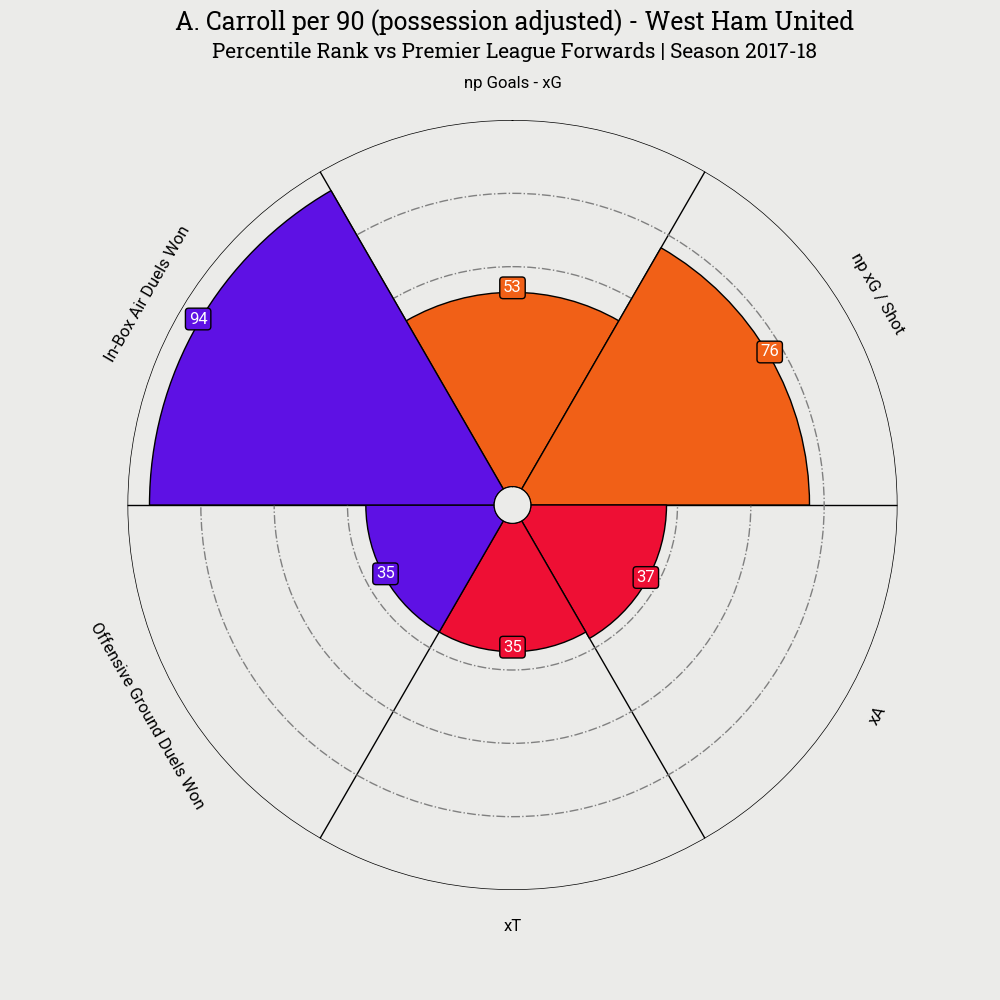 A. Carroll per 90 (possession adjusted) - West Ham United
Percentile Rank vs Premier League Forwards | Season 2017-18
np Goals - xG
np xG / Shot
In-Box Air Duels Won
53
94
76
35
37
35
Offensive Ground Duels Won
xA
xT